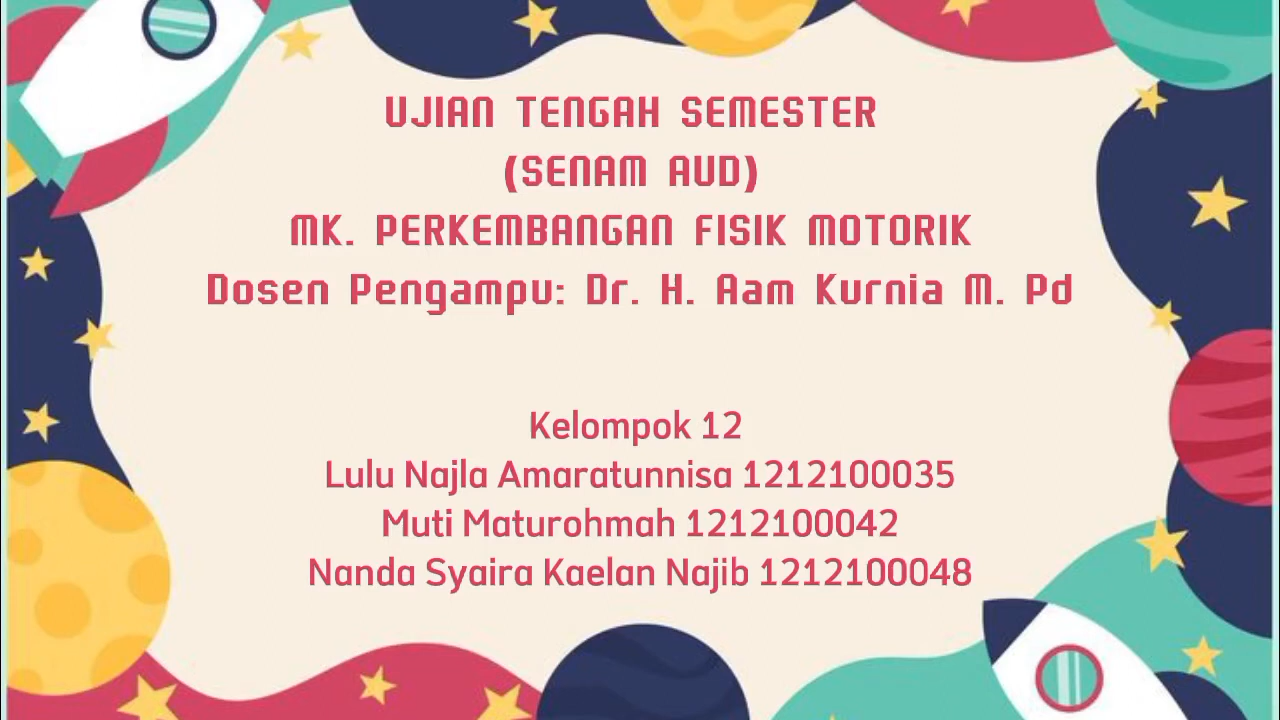 UJIAN TENGAH SEMESTER
(SENAM AUD)
MK. PERKEMBANGAN FISIK MOTORIK
Dosen Pengampu: Dr. H. Aam Kurnia M. Pd
Kelompok 12
Lulu Najla Amaratunnisa 1212100035
Muti Maturohmah 1212100042
Nanda Syaira Kaelan Najib 1212100048